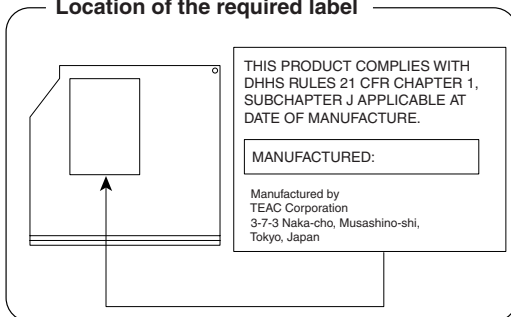 Location of the required label
THIS PRODUCT COMPLIES WITH
DHHS RULES 21 CFR CHAPTER 1,
SUBCHAPTER J APPLICABLE AT
DATE OF MANUFACTURE.
MANUFACTURED:
Manufactured by
TEAC Corporation
3-7-3 Naka-cho, Musashino-shi,
Tokyo, Japan